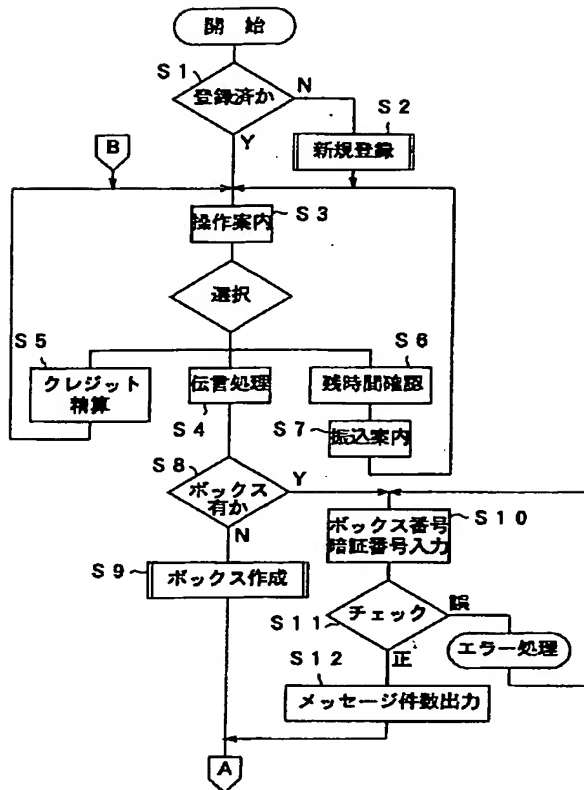 開 始
S1
登録済か
N
S2
Y
新規登録
B
操作案内
S3
選択
S5
クレジット
精算
伝言処理
S4
S6
残時間確認
S7
振込案内
S8
ボックス
有か
Y
N
S9
ボックス作成
S10
ボックス番号
暗証番号入力
チェック
S11
誤
正
エラー処理
S12
メッセージ件数出力
A